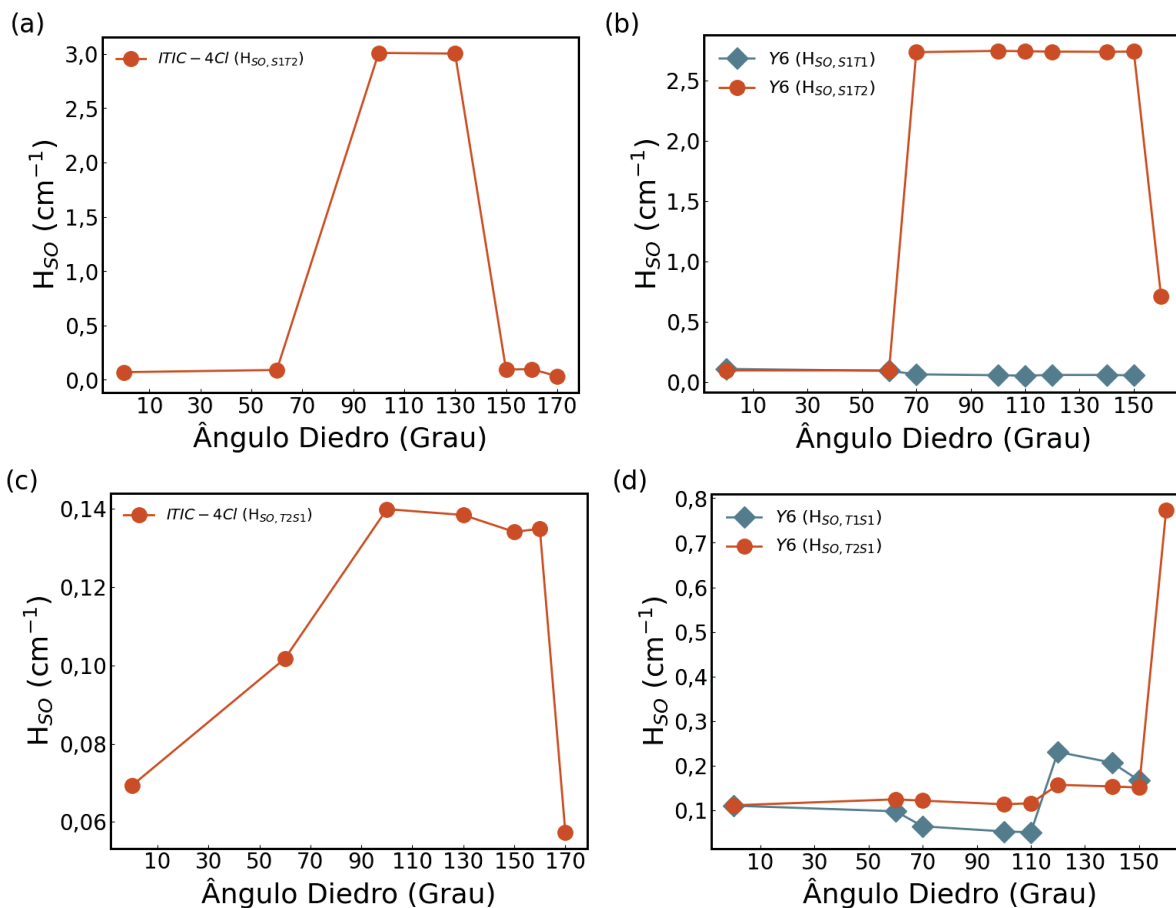 (a)
ITIC − 4Cl (H_SO, S1T2)
3,0
2,5
2,0
1,5
1,0
0,5
0,0
H_SO (cm⁻¹)
10 30 50 70 90 110 130 150 170
Ângulo Diedro (Grau)
(b)
Y6 (H_SO, S1T1)
Y6 (H_SO, S1T2)
2,5
2,0
1,5
1,0
0,5
0,0
H_SO (cm⁻¹)
10 30 50 70 90 110 130 150
Ângulo Diedro (Grau)
(c)
ITIC − 4Cl (H_SO, T2S1)
0,14
0,12
0,10
0,08
0,06
H_SO (cm⁻¹)
10 30 50 70 90 110 130 150 170
Ângulo Diedro (Grau)
(d)
Y6 (H_SO, T1S1)
Y6 (H_SO, T2S1)
0,8
0,7
0,6
0,5
0,4
0,3
0,2
0,1
H_SO (cm⁻¹)
10 30 50 70 90 110 130 150
Ângulo Diedro (Grau)